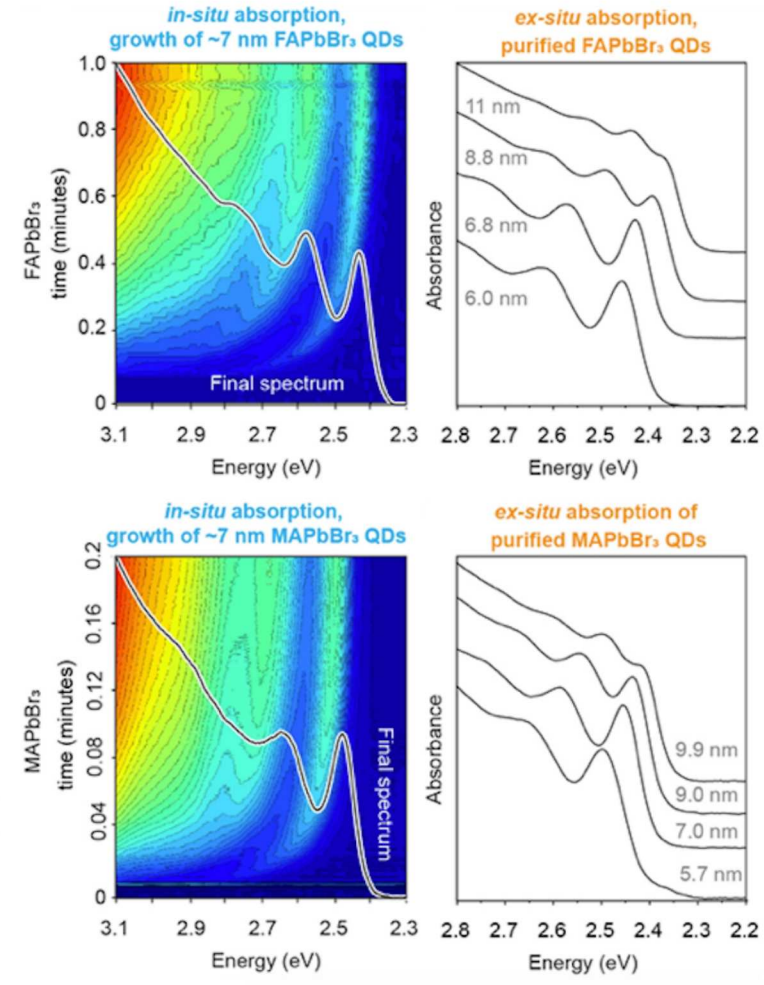 in-situ absorption,
growth of ~7 nm FAPbBr₃ QDs
FAPbBr₃
time (minutes)
1.0
0.8
0.6
0.4
0.2
0
Final spectrum
3.1 2.9 2.7 2.5 2.3
Energy (eV)
ex-situ absorption,
purified FAPbBr₃ QDs
Absorbance
11 nm
8.8 nm
6.8 nm
6.0 nm
2.8 2.7 2.6 2.5 2.4 2.3 2.2
Energy (eV)
in-situ absorption,
growth of ~7 nm MAPbBr₃ QDs
MAPbBr₃
time (minutes)
0.2
0.16
0.12
0.08
0.04
0
Final spectrum
3.1 2.9 2.7 2.5 2.3
Energy (eV)
ex-situ absorption of
purified MAPbBr₃ QDs
Absorbance
9.9 nm
9.0 nm
7.0 nm
5.7 nm
2.8 2.7 2.6 2.5 2.4 2.3 2.2
Energy (eV)